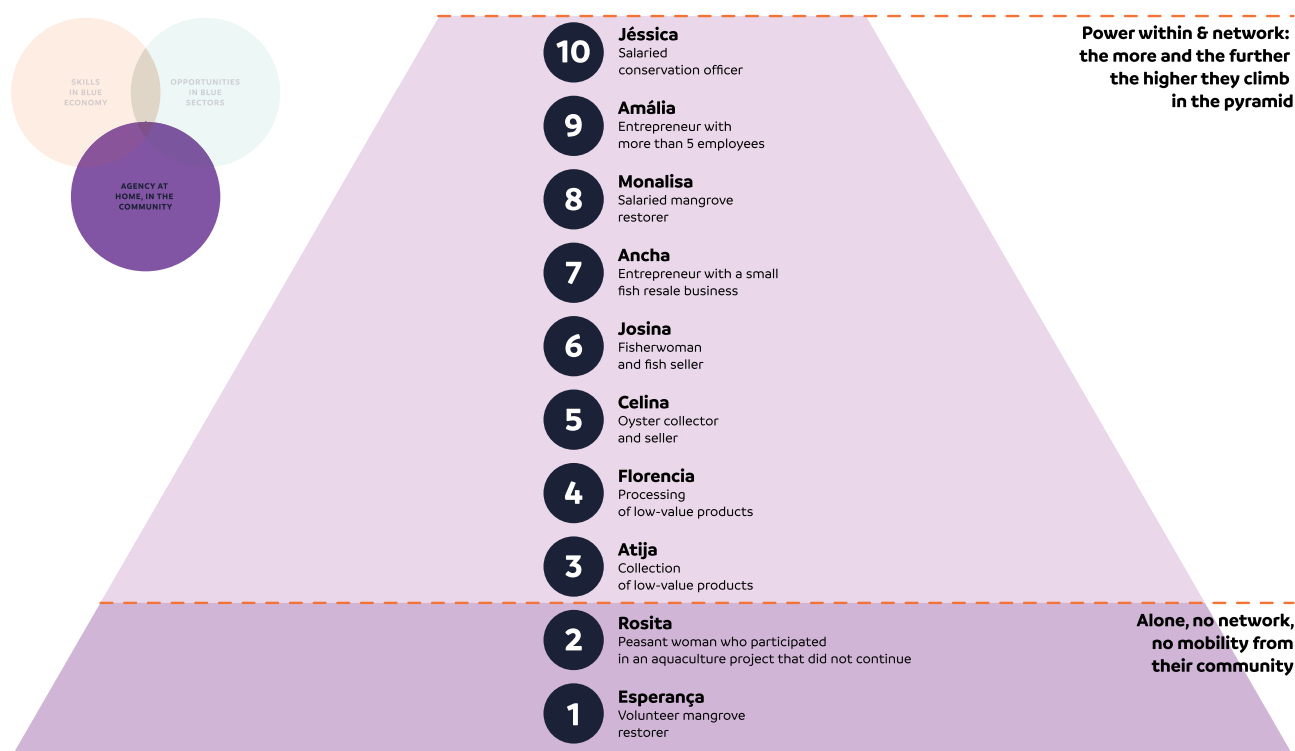 SKILLS
IN BLUE
ECONOMY
OPPORTUNITIES
IN BLUE
SECTORS
AGENCY AT
HOME, IN THE
COMMUNITY
Power within & network:
the more and the further
the higher they climb
in the pyramid
10
Jéssica
Salaried
conservation officer
9
Amália
Entrepreneur with
more than 5 employees
8
Monalisa
Salaried mangrove
restorer
7
Ancha
Entrepreneur with a small
fish resale business
6
Josina
Fisherwoman
and fish seller
5
Celina
Oyster collector
and seller
4
Florencia
Processing
of low-value products
3
Atija
Collection
of low-value products
Alone, no network,
no mobility from
their community
2
Rosita
Peasant woman who participated
in an aquaculture project that did not continue
1
Esperança
Volunteer mangrove
restorer